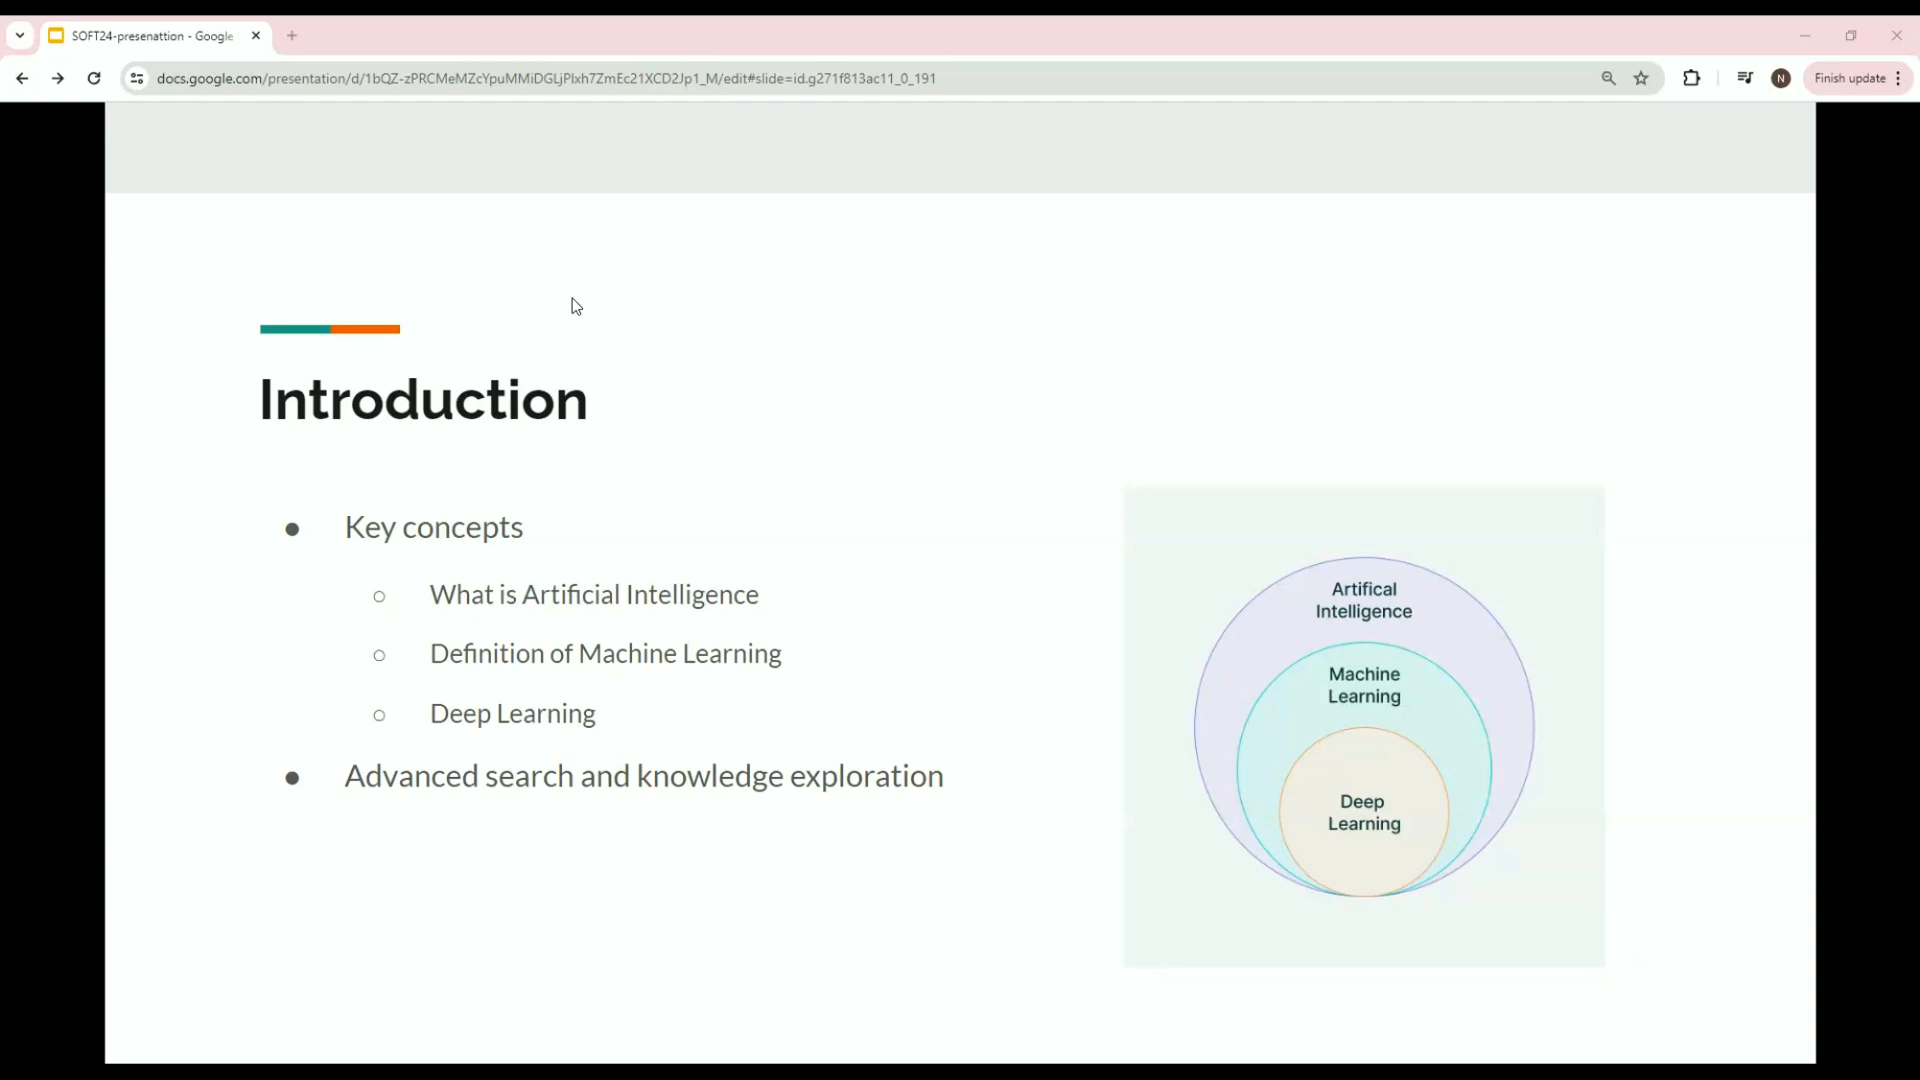 SOFT24-presenattion - Google
docs.google.com/presentation/d/1bQZ-zPRCMeMZcYpuMMiDGLjPlxh7ZmEc21XCD2Jp1_M/edit#slide=id.g271f813ac11_0_191
N
Finish update
Introduction
● Key concepts
○ What is Artificial Intelligence
○ Definition of Machine Learning
○ Deep Learning
● Advanced search and knowledge exploration
Artifical
Intelligence
Machine
Learning
Deep
Learning